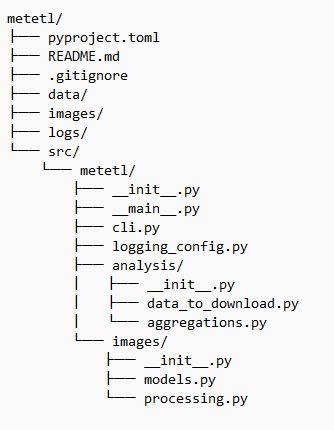 metetl/
├── pyproject.toml
├── README.md
├── .gitignore
├── data/
├── images/
├── logs/
└── src/
    └── metetl/
        ├── __init__.py
        ├── __main__.py
        ├── cli.py
        ├── logging_config.py
        ├── analysis/
        │   ├── __init__.py
        │   ├── data_to_download.py
        │   └── aggregations.py
        └── images/
            ├── __init__.py
            ├── models.py
            └── processing.py